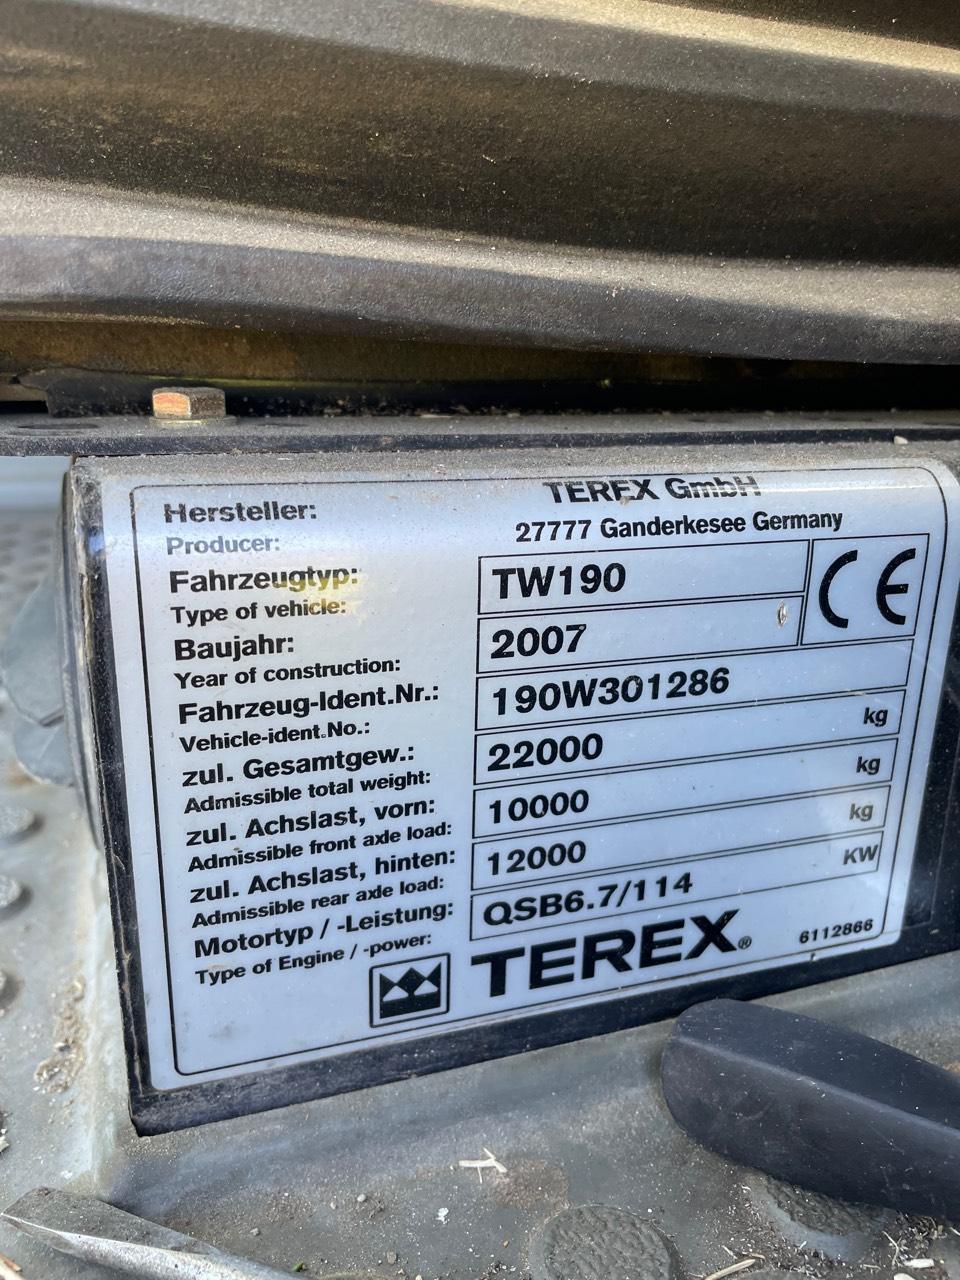 Hersteller: TEREX GmbH
Producer: 27777 Ganderkesee Germany
Fahrzeugtyp: TW190 CE
Type of vehicle:
Baujahr: 2007
Year of construction:
Fahrzeug-Ident.Nr.: 190W301286
Vehicle-ident.No.:
zul. Gesamtgew.: 22000 kg
Admissible total weight:
zul. Achslast, vorn: 10000 kg
Admissible front axle load:
zul. Achslast, hinten: 12000 kg
Admissible rear axle load:
Motortyp / -Leistung: QSB6.7/114 KW
Type of Engine / -power:
TEREX® 6112866